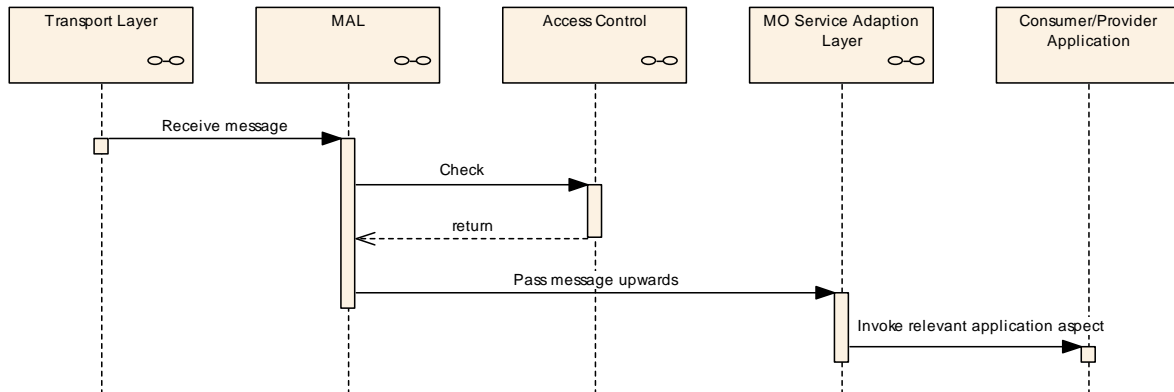 Transport Layer
MAL
Access Control
MO Service Adaption
Layer
Consumer/Provider
Application
Receive message
Check
return
Pass message upwards
Invoke relevant application aspect